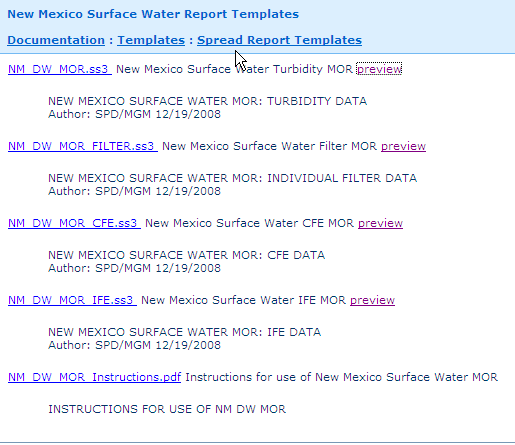 New Mexico Surface Water Report Templates
Documentation : Templates : Spread Report Templates
NM_DW_MOR.ss3 New Mexico Surface Water Turbidity MOR preview
NEW MEXICO SURFACE WATER MOR: TURBIDITY DATA
Author: SPD/MGM 12/19/2008
NM_DW_MOR_FILTER.ss3 New Mexico Surface Water Filter MOR preview
NEW MEXICO SURFACE WATER MOR: INDIVIDUAL FILTER DATA
Author: SPD/MGM 12/19/2008
NM_DW_MOR_CFE.ss3 New Mexico Surface Water CFE MOR preview
NEW MEXICO SURFACE WATER MOR: CFE DATA
Author: SPD/MGM 12/19/2008
NM_DW_MOR_IFE.ss3 New Mexico Surface Water IFE MOR preview
NEW MEXICO SURFACE WATER MOR: IFE DATA
Author: SPD/MGM 12/19/2008
NM_DW_MOR_Instructions.pdf Instructions for use of New Mexico Surface Water MOR
INSTRUCTIONS FOR USE OF NM DW MOR